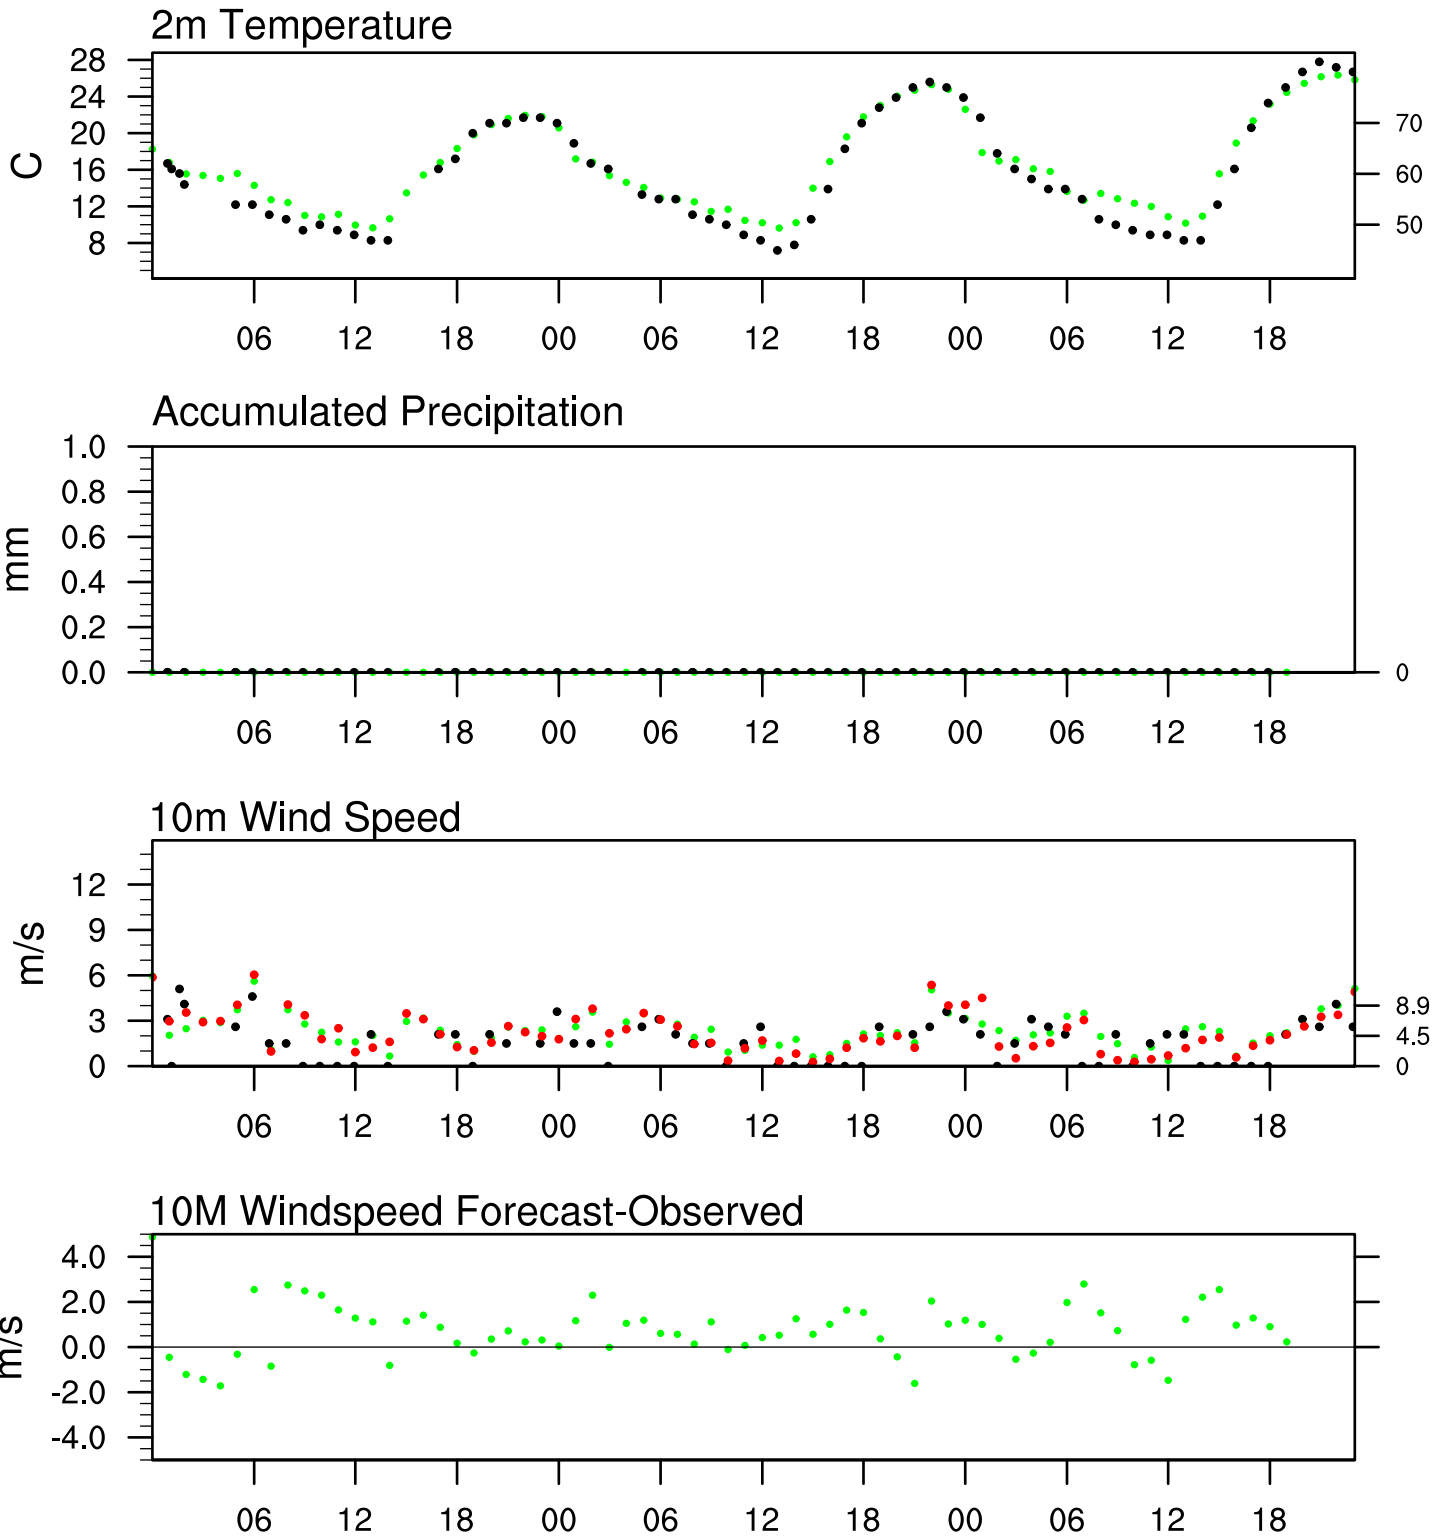 2m Temperature
28
24
20
16
12
8
C
70
60
50
06 12 18 00 06 12 18 00 06 12 18
Accumulated Precipitation
1.0
0.8
0.6
0.4
0.2
0.0
mm
0
06 12 18 00 06 12 18 00 06 12 18
10m Wind Speed
12
9
6
3
0
m/s
8.9
4.5
0
06 12 18 00 06 12 18 00 06 12 18
10M Windspeed Forecast-Observed
4.0
2.0
0.0
-2.0
-4.0
m/s
06 12 18 00 06 12 18 00 06 12 18